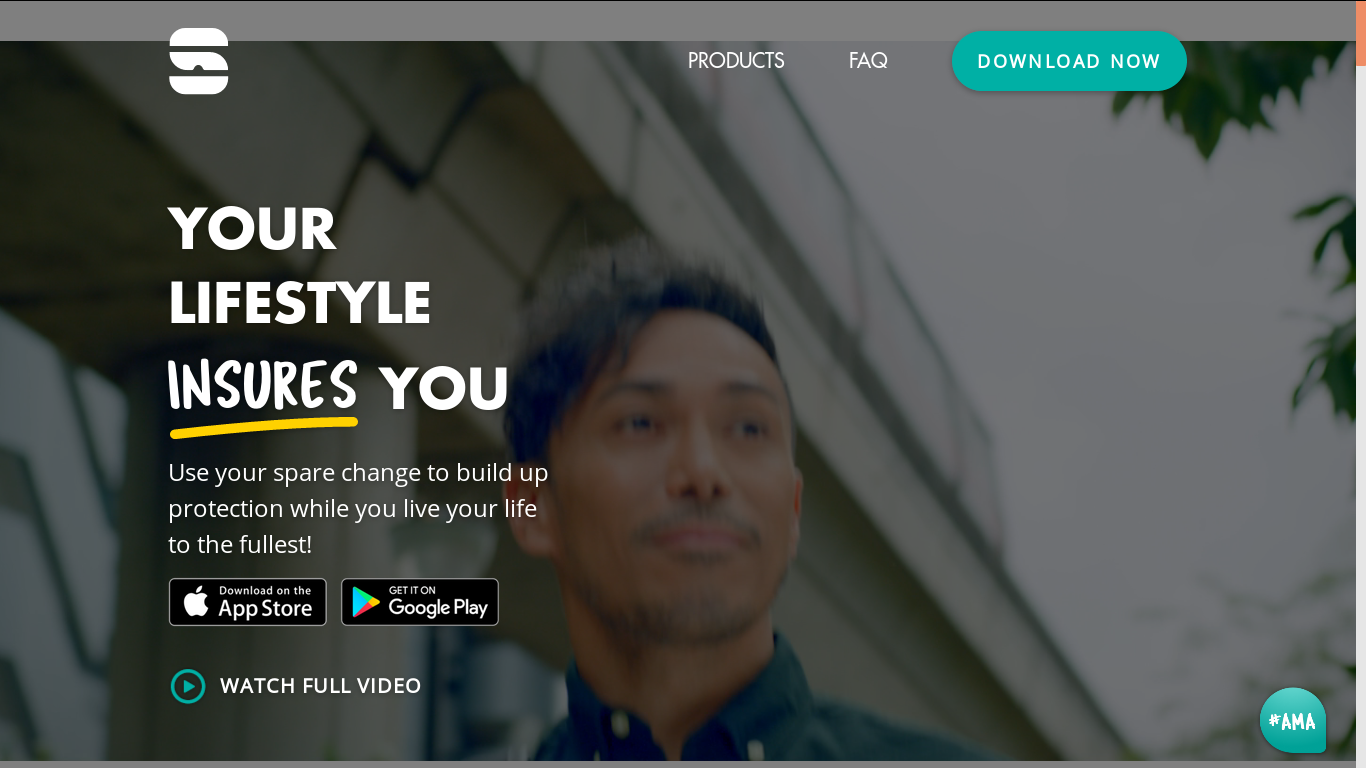 PRODUCTS FAQ DOWNLOAD NOW
YOUR
LIFESTYLE
INSURES YOU
Use your spare change to build up
protection while you live your life
to the fullest!
Download on the
App Store
GET IT ON
Google Play
WATCH FULL VIDEO
#AMA